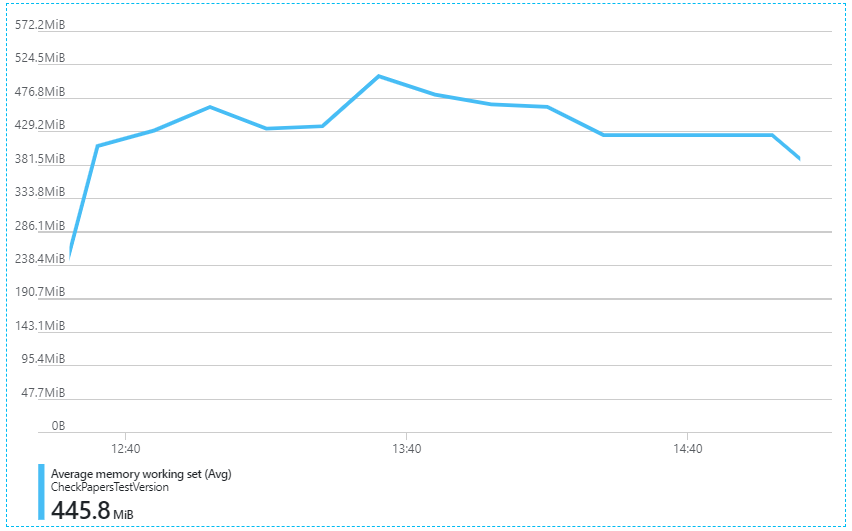 572.2MiB
524.5MiB
476.8MiB
429.2MiB
381.5MiB
333.8MiB
286.1MiB
238.4MiB
190.7MiB
143.1MiB
95.4MiB
47.7MiB
0B
12:40 13:40 14:40
Average memory working set (Avg)
CheckPapersTestVersion
445.8 MiB